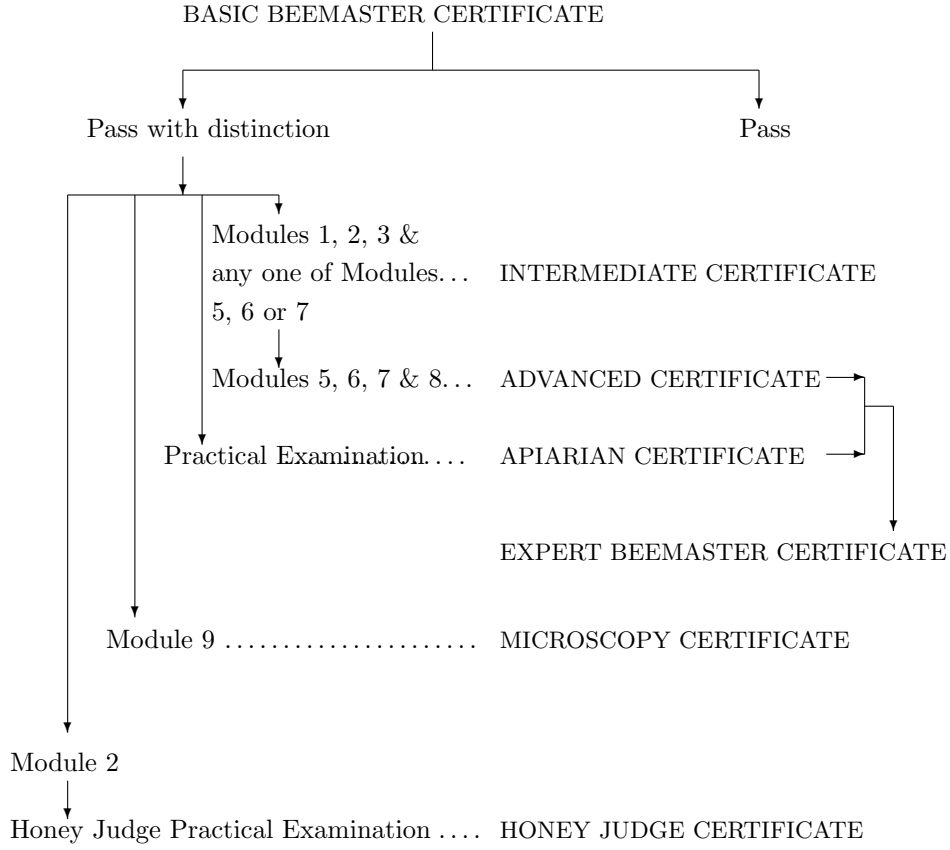 BASIC BEEMASTER CERTIFICATE
Pass with distinction
Pass
Modules 1, 2, 3 &
any one of Modules... INTERMEDIATE CERTIFICATE
5, 6 or 7
Modules 5, 6, 7 & 8... ADVANCED CERTIFICATE
Practical Examination.... APIARIAN CERTIFICATE
EXPERT BEEMASTER CERTIFICATE
Module 9 ...................... MICROSCOPY CERTIFICATE
Module 2
Honey Judge Practical Examination .... HONEY JUDGE CERTIFICATE